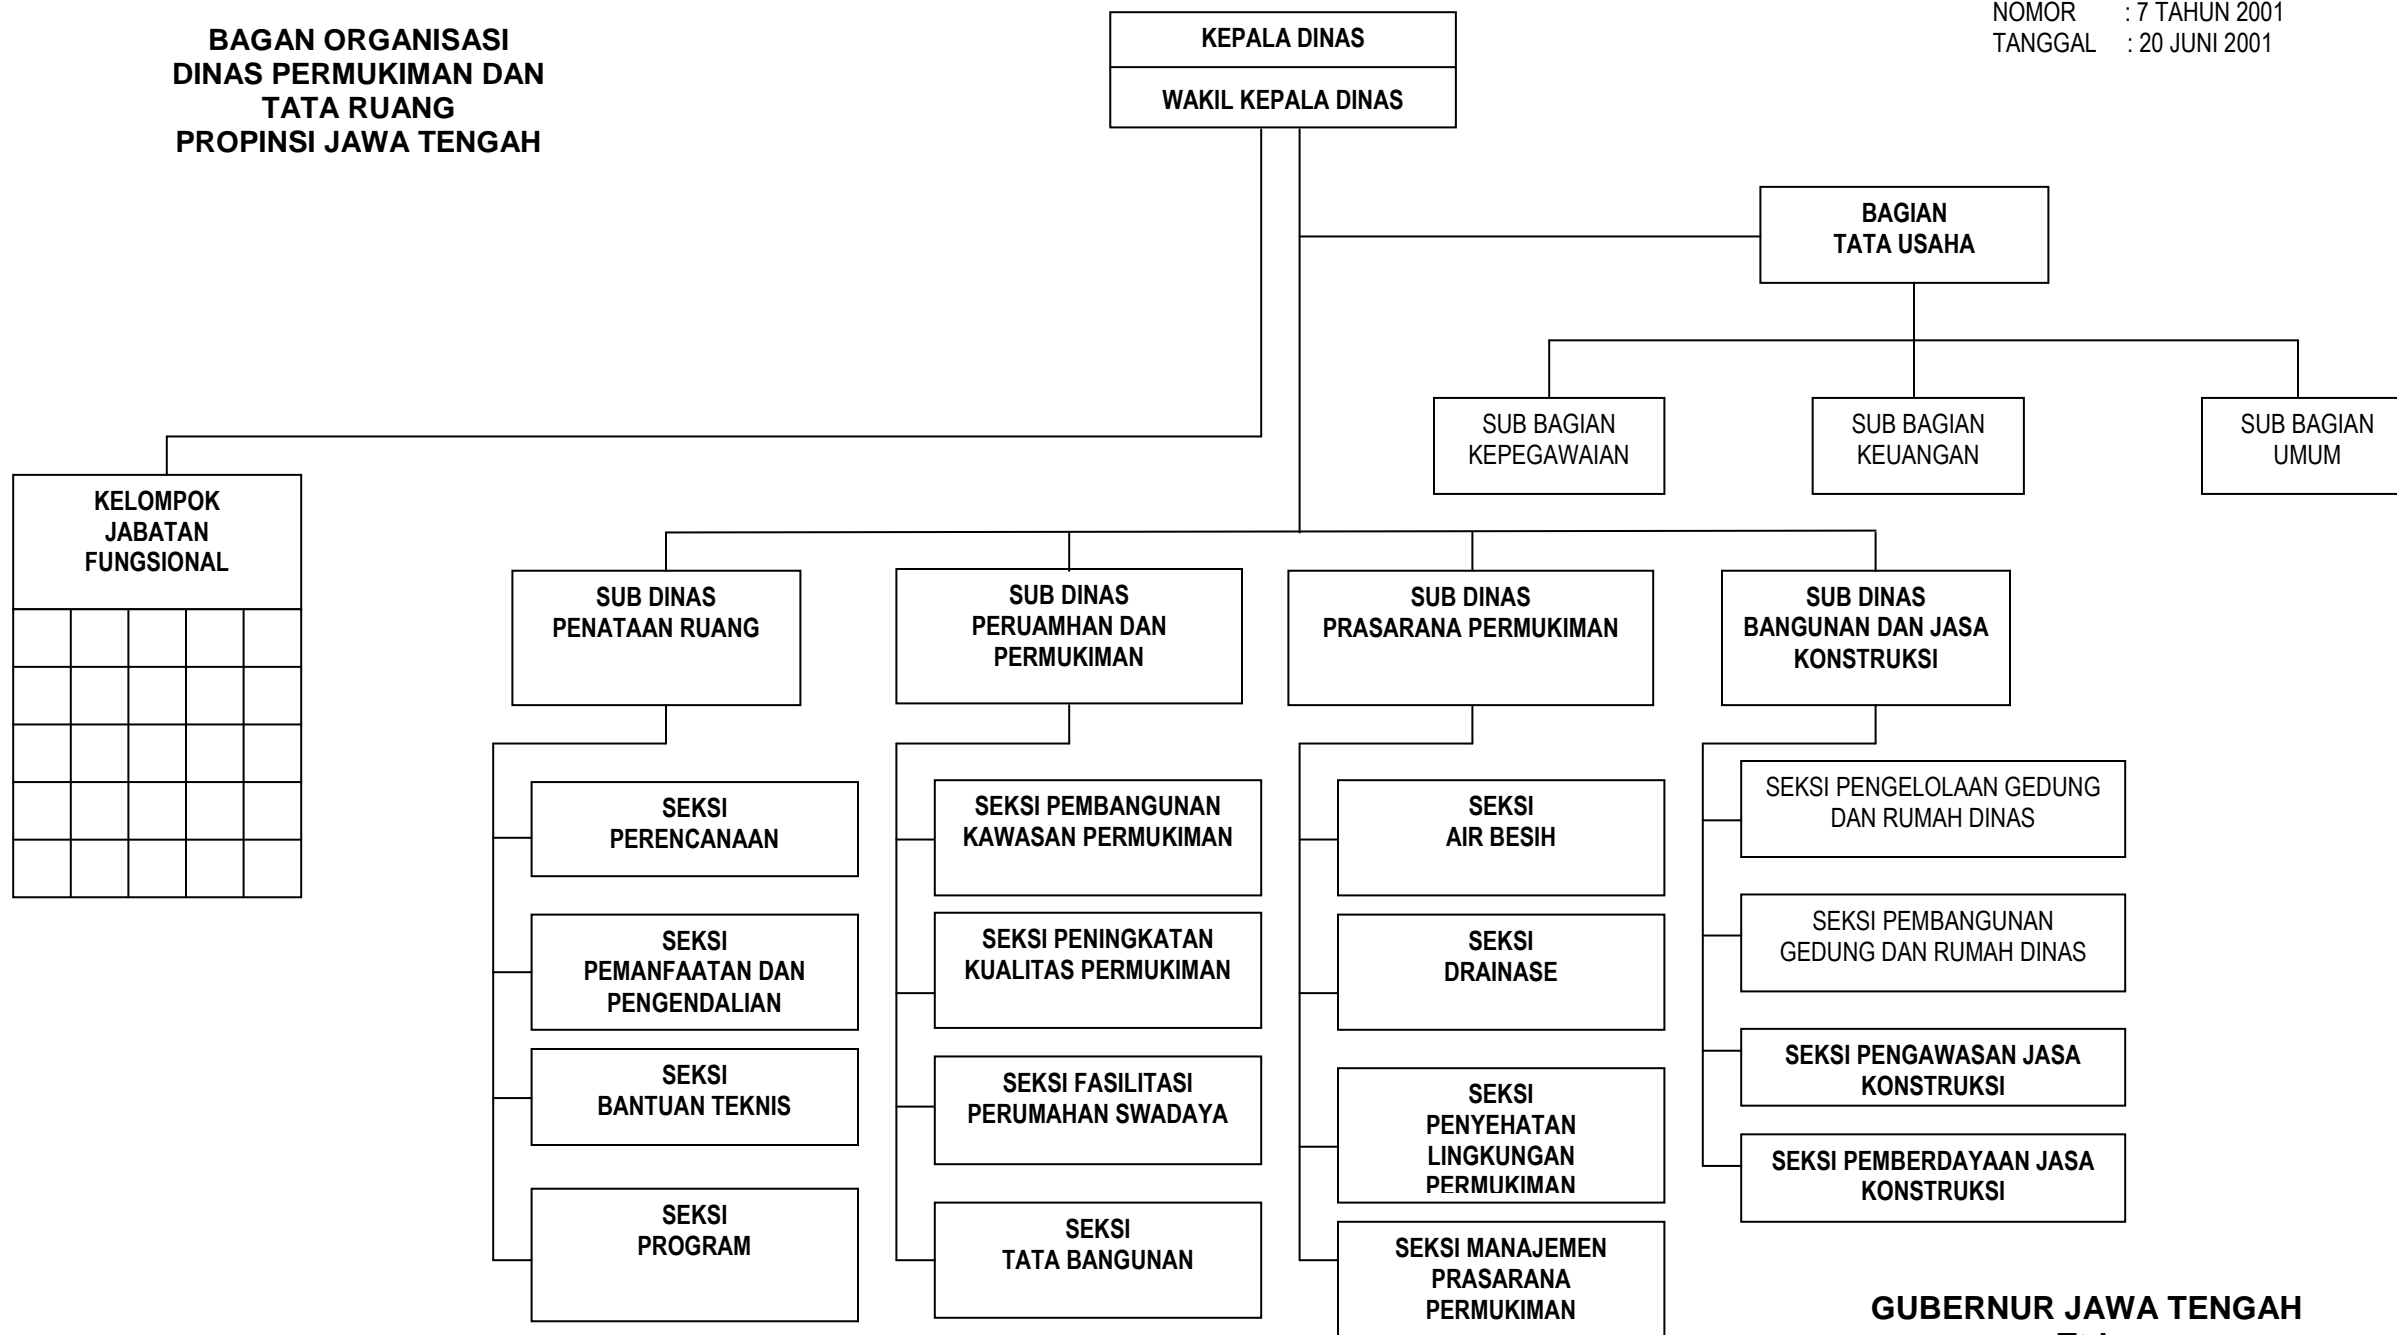 BAGAN ORGANISASI
DINAS PERMUKIMAN DAN
TATA RUANG
PROPINSI JAWA TENGAH
KEPALA DINAS
WAKIL KEPALA DINAS
NOMOR : 7 TAHUN 2001
TANGGAL : 20 JUNI 2001
BAGIAN
TATA USAHA
SUB BAGIAN
KEPEGAWAIAN
SUB BAGIAN
KEUANGAN
SUB BAGIAN
UMUM
KELOMPOK
JABATAN
FUNGSIONAL
SUB DINAS
PENATAAN RUANG
SEKSI
PERENCANAAN
SEKSI
PEMANFAATAN DAN
PENGENDALIAN
SEKSI
BANTUAN TEKNIS
SEKSI
PROGRAM
SUB DINAS
PERUAMHAN DAN
PERMUKIMAN
SEKSI PEMBANGUNAN
KAWASAN PERMUKIMAN
SEKSI PENINGKATAN
KUALITAS PERMUKIMAN
SEKSI FASILITASI
PERUMAHAN SWADAYA
SEKSI
TATA BANGUNAN
SUB DINAS
PRASARANA PERMUKIMAN
SEKSI
AIR BESIH
SEKSI
DRAINASE
SEKSI
PENYEHATAN
LINGKUNGAN
PERMUKIMAN
SEKSI MANAJEMEN
PRASARANA
PERMUKIMAN
SUB DINAS
BANGUNAN DAN JASA
KONSTRUKSI
SEKSI PENGELOLAAN GEDUNG
DAN RUMAH DINAS
SEKSI PEMBANGUNAN
GEDUNG DAN RUMAH DINAS
SEKSI PENGAWASAN JASA
KONSTRUKSI
SEKSI PEMBERDAYAAN JASA
KONSTRUKSI
GUBERNUR JAWA TENGAH